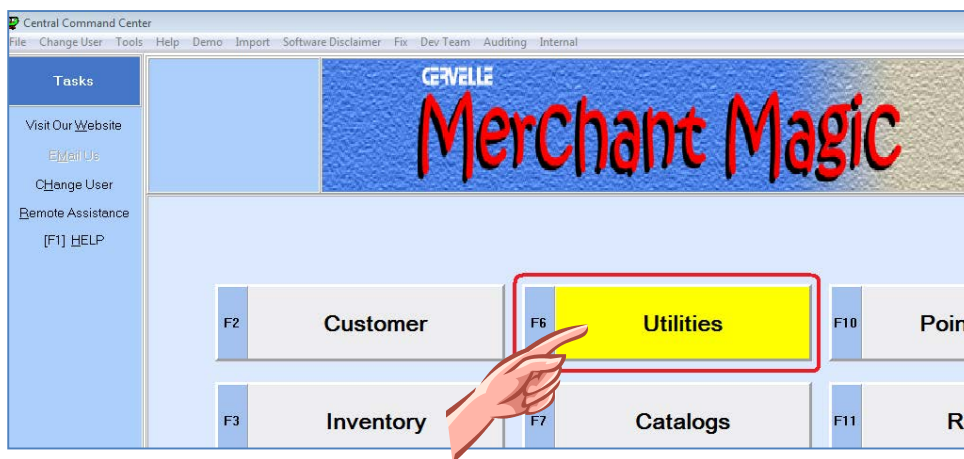 Central Command Center
File Change User Tools Help Demo Import Software Disclaimer Fix Dev Team Auditing Internal
Tasks
Visit Our Website
EMail Us
CHange User
Remote Assistance
[F1] HELP
CERVELLE
Merchant Magic
F2 Customer F6 Utilities F10 Poin
F3 Inventory F7 Catalogs F11 R